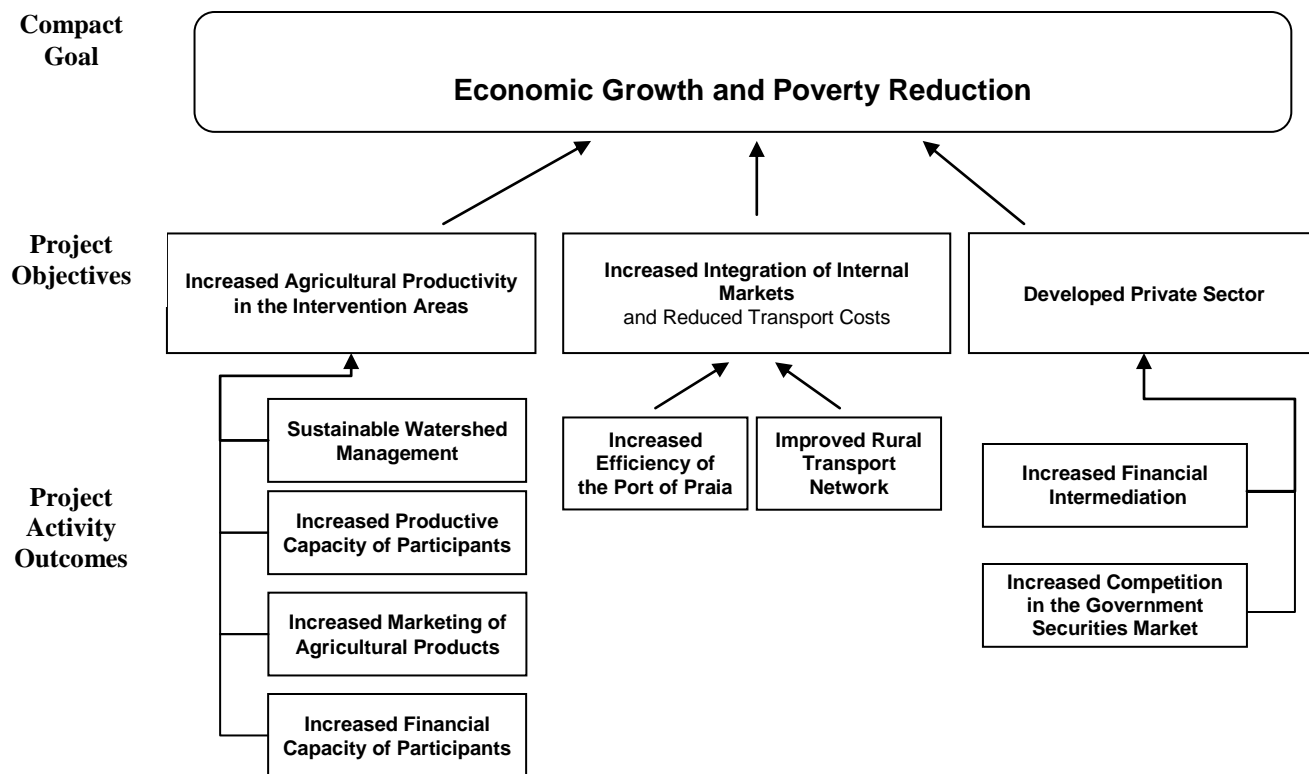 Compact
Goal
Economic Growth and Poverty Reduction
Project
Objectives
Increased Agricultural Productivity
in the Intervention Areas
Increased Integration of Internal
Markets
and Reduced Transport Costs
Developed Private Sector
Project
Activity
Outcomes
Sustainable Watershed
Management
Increased Productive
Capacity of Participants
Increased Marketing of
Agricultural Products
Increased Financial
Capacity of Participants
Increased
Efficiency of
the Port of Praia
Improved Rural
Transport
Network
Increased Financial
Intermediation
Increased Competition
in the Government
Securities Market